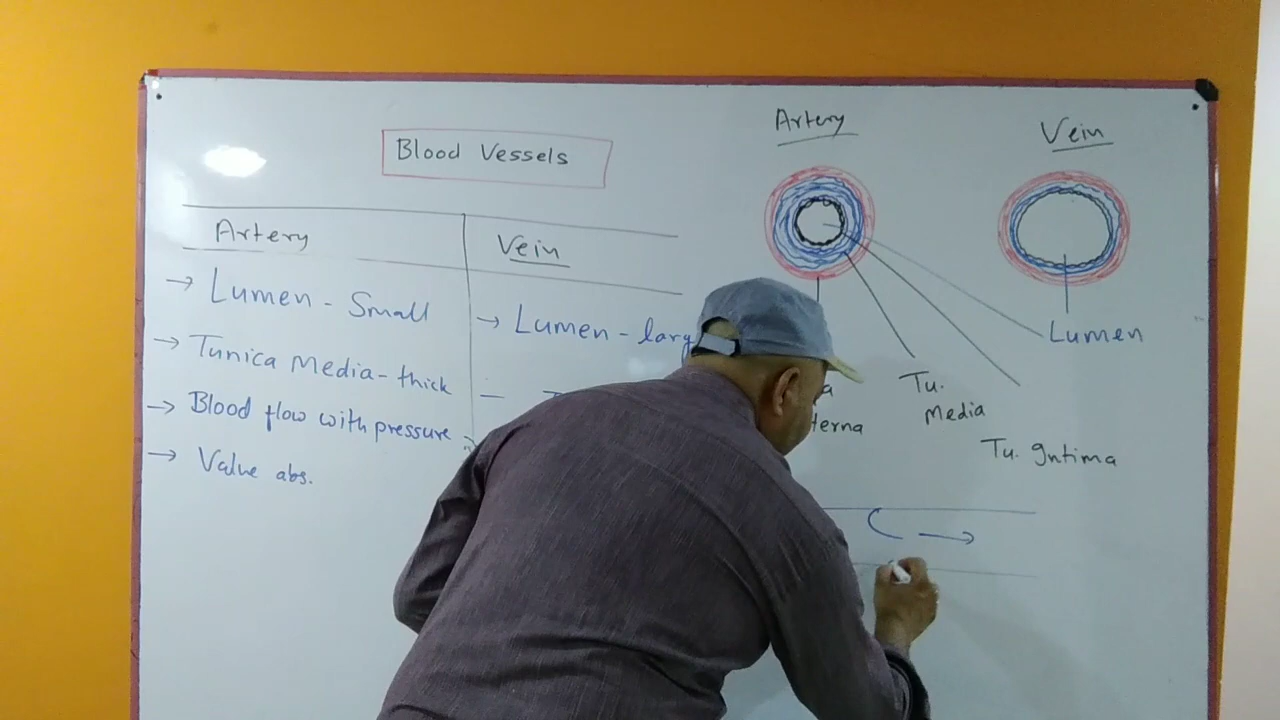 Blood Vessels
Artery
Vein
→ Lumen - Small
→ Tunica Media - thick
→ Blood flow with pressure
→ Valve abs.
→ Lumen - larg
Artery
Vein
Lumen
Tu.
Media
Tu. Intima
terna